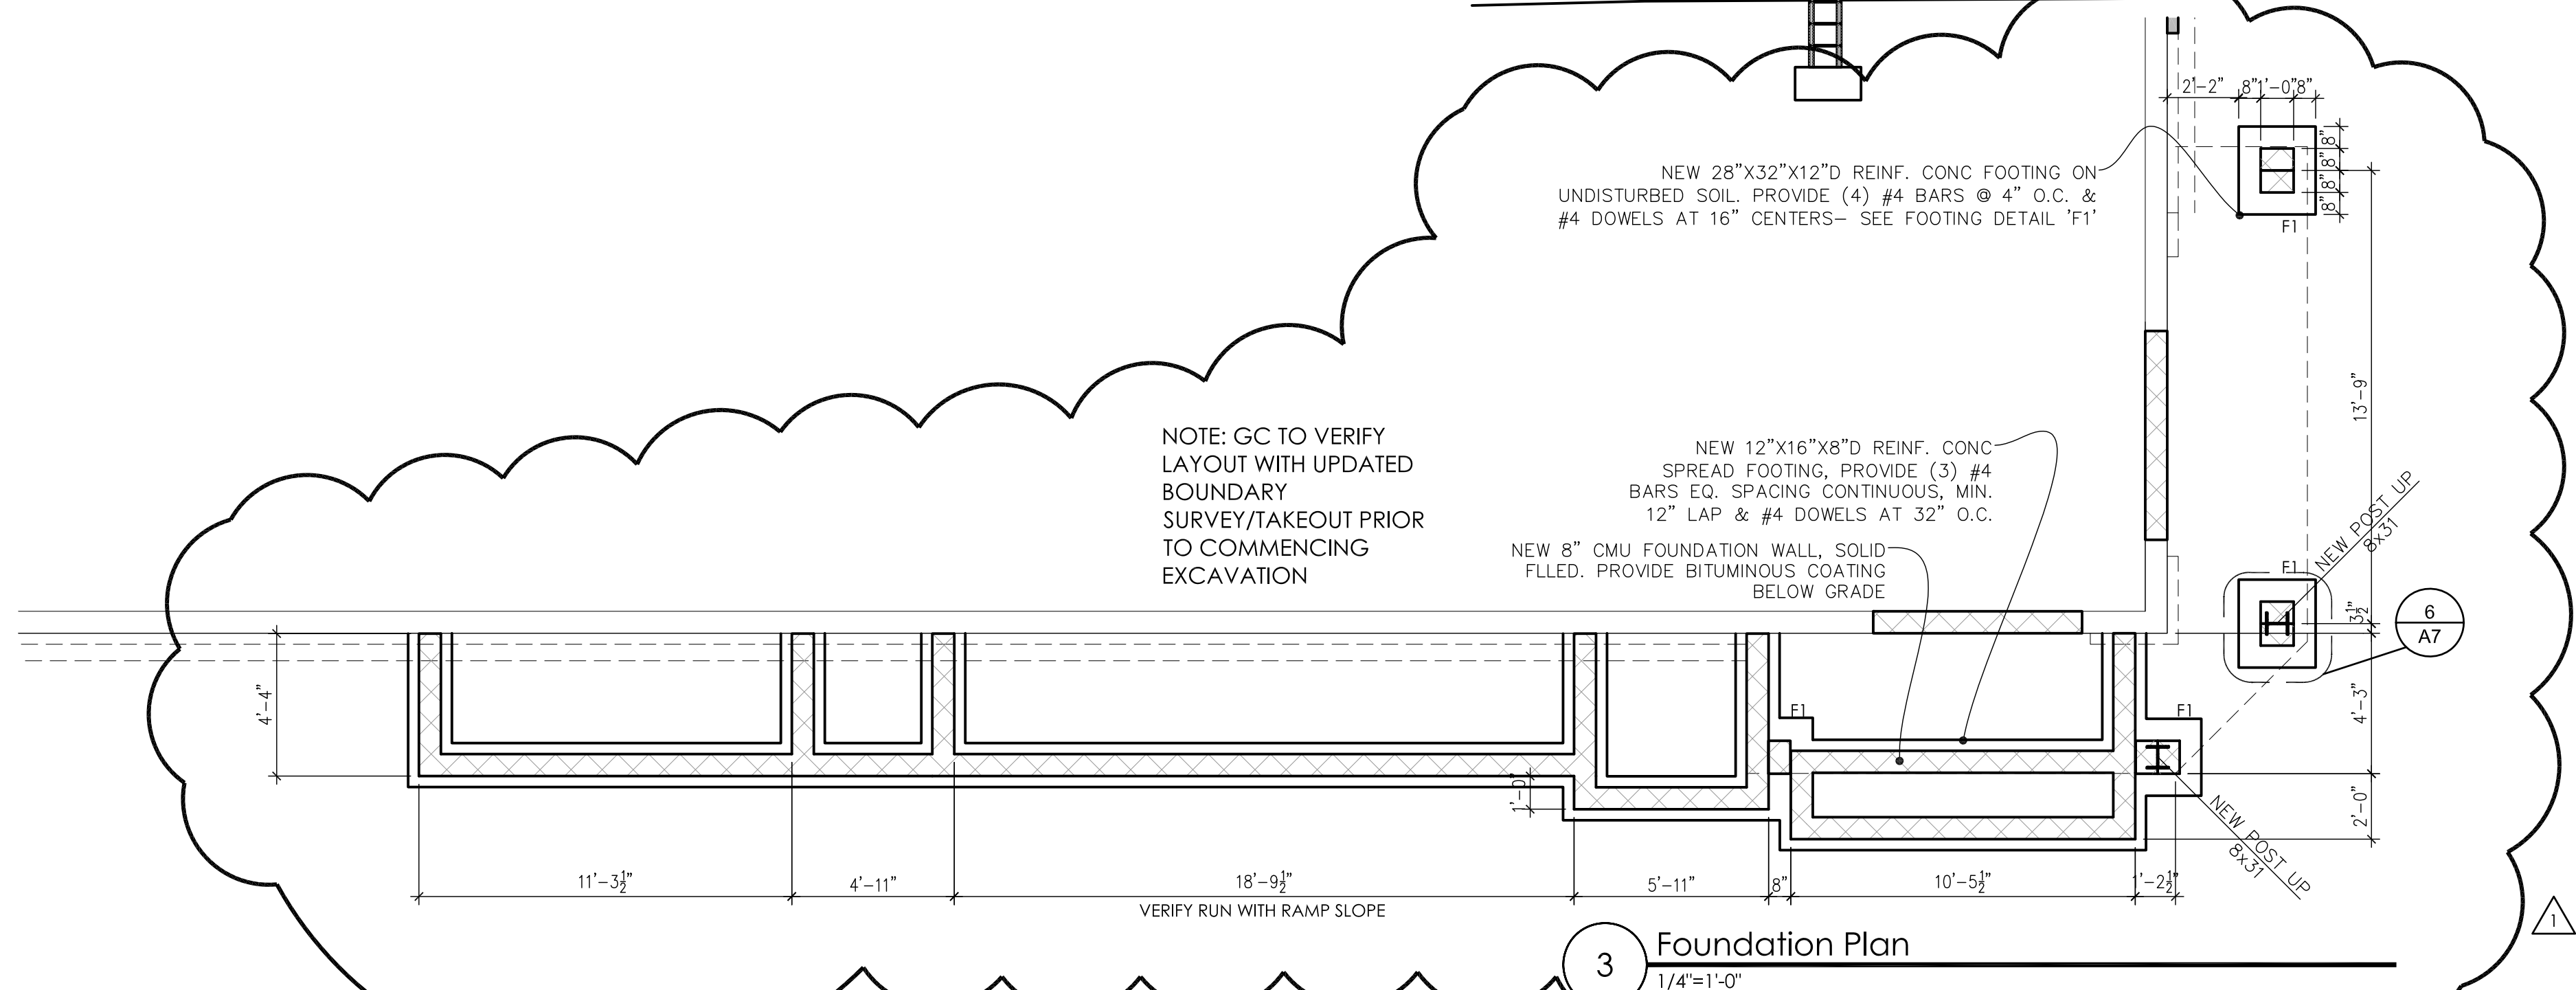 2'-2"
8"
1'-0"
8"
8"
8"
8"
8"
NEW 28"X32"X12"D REINF. CONC FOOTING ON
UNDISTURBED SOIL. PROVIDE (4) #4 BARS @ 4" O.C. &
#4 DOWELS AT 16" CENTERS– SEE FOOTING DETAIL 'F1'
F1
13'-9"
NOTE: GC TO VERIFY
LAYOUT WITH UPDATED
BOUNDARY
SURVEY/TAKEOUT PRIOR
TO COMMENCING
EXCAVATION
NEW 12"X16"X8"D REINF. CONC
SPREAD FOOTING, PROVIDE (3) #4
BARS EQ. SPACING CONTINUOUS, MIN.
12" LAP & #4 DOWELS AT 32" O.C.
NEW 8" CMU FOUNDATION WALL, SOLID
FLLED. PROVIDE BITUMINOUS COATING
BELOW GRADE
NEW POST UP
8x31
F1
3½"
6
A7
4'-4"
4'-3"
F1
F1
1'-0"
2'-0"
NEW POST UP
8x31
11'-3½"
4'-11"
18'-9½"
5'-11"
8"
10'-5½"
1'-2½"
VERIFY RUN WITH RAMP SLOPE
1
3
Foundation Plan
1/4"=1'-0"